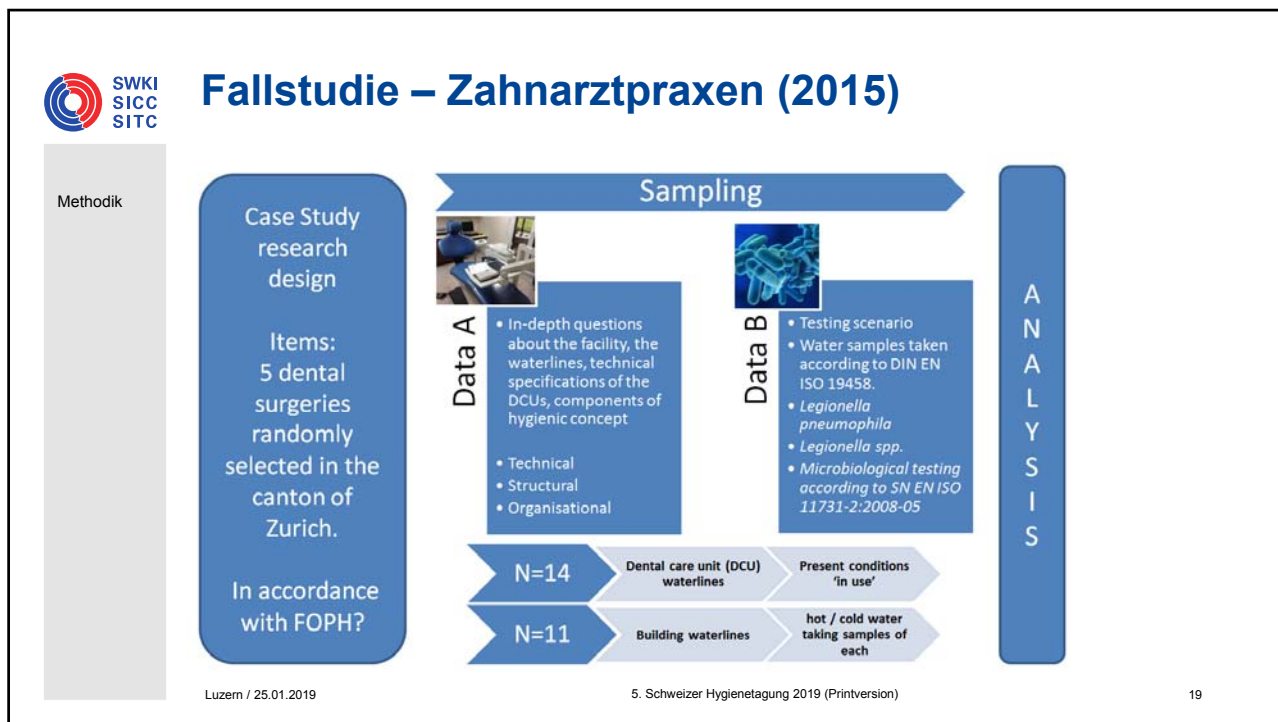 SWKI
SICC
SITC
Fallstudie – Zahnarztpraxen (2015)
Methodik
Case Study
research
design
Items:
5 dental
surgeries
randomly
selected in the
canton of
Zurich.
In accordance
with FOPH?
Sampling
Data A
• In-depth questions
about the facility, the
waterlines, technical
specifications of the
DCUs, components of
hygienic concept
• Technical
• Structural
• Organisational
Data B
• Testing scenario
• Water samples taken
according to DIN EN
ISO 19458.
• Legionella
pneumophila
• Legionella spp.
• Microbiological testing
according to SN EN ISO
11731-2:2008-05
N=14
Dental care unit (DCU)
waterlines
Present conditions
‘in use’
N=11
Building waterlines
hot / cold water
taking samples of
each
A
N
A
L
Y
S
I
S
Luzern / 25.01.2019
5. Schweizer Hygienetagung 2019 (Printversion)
19